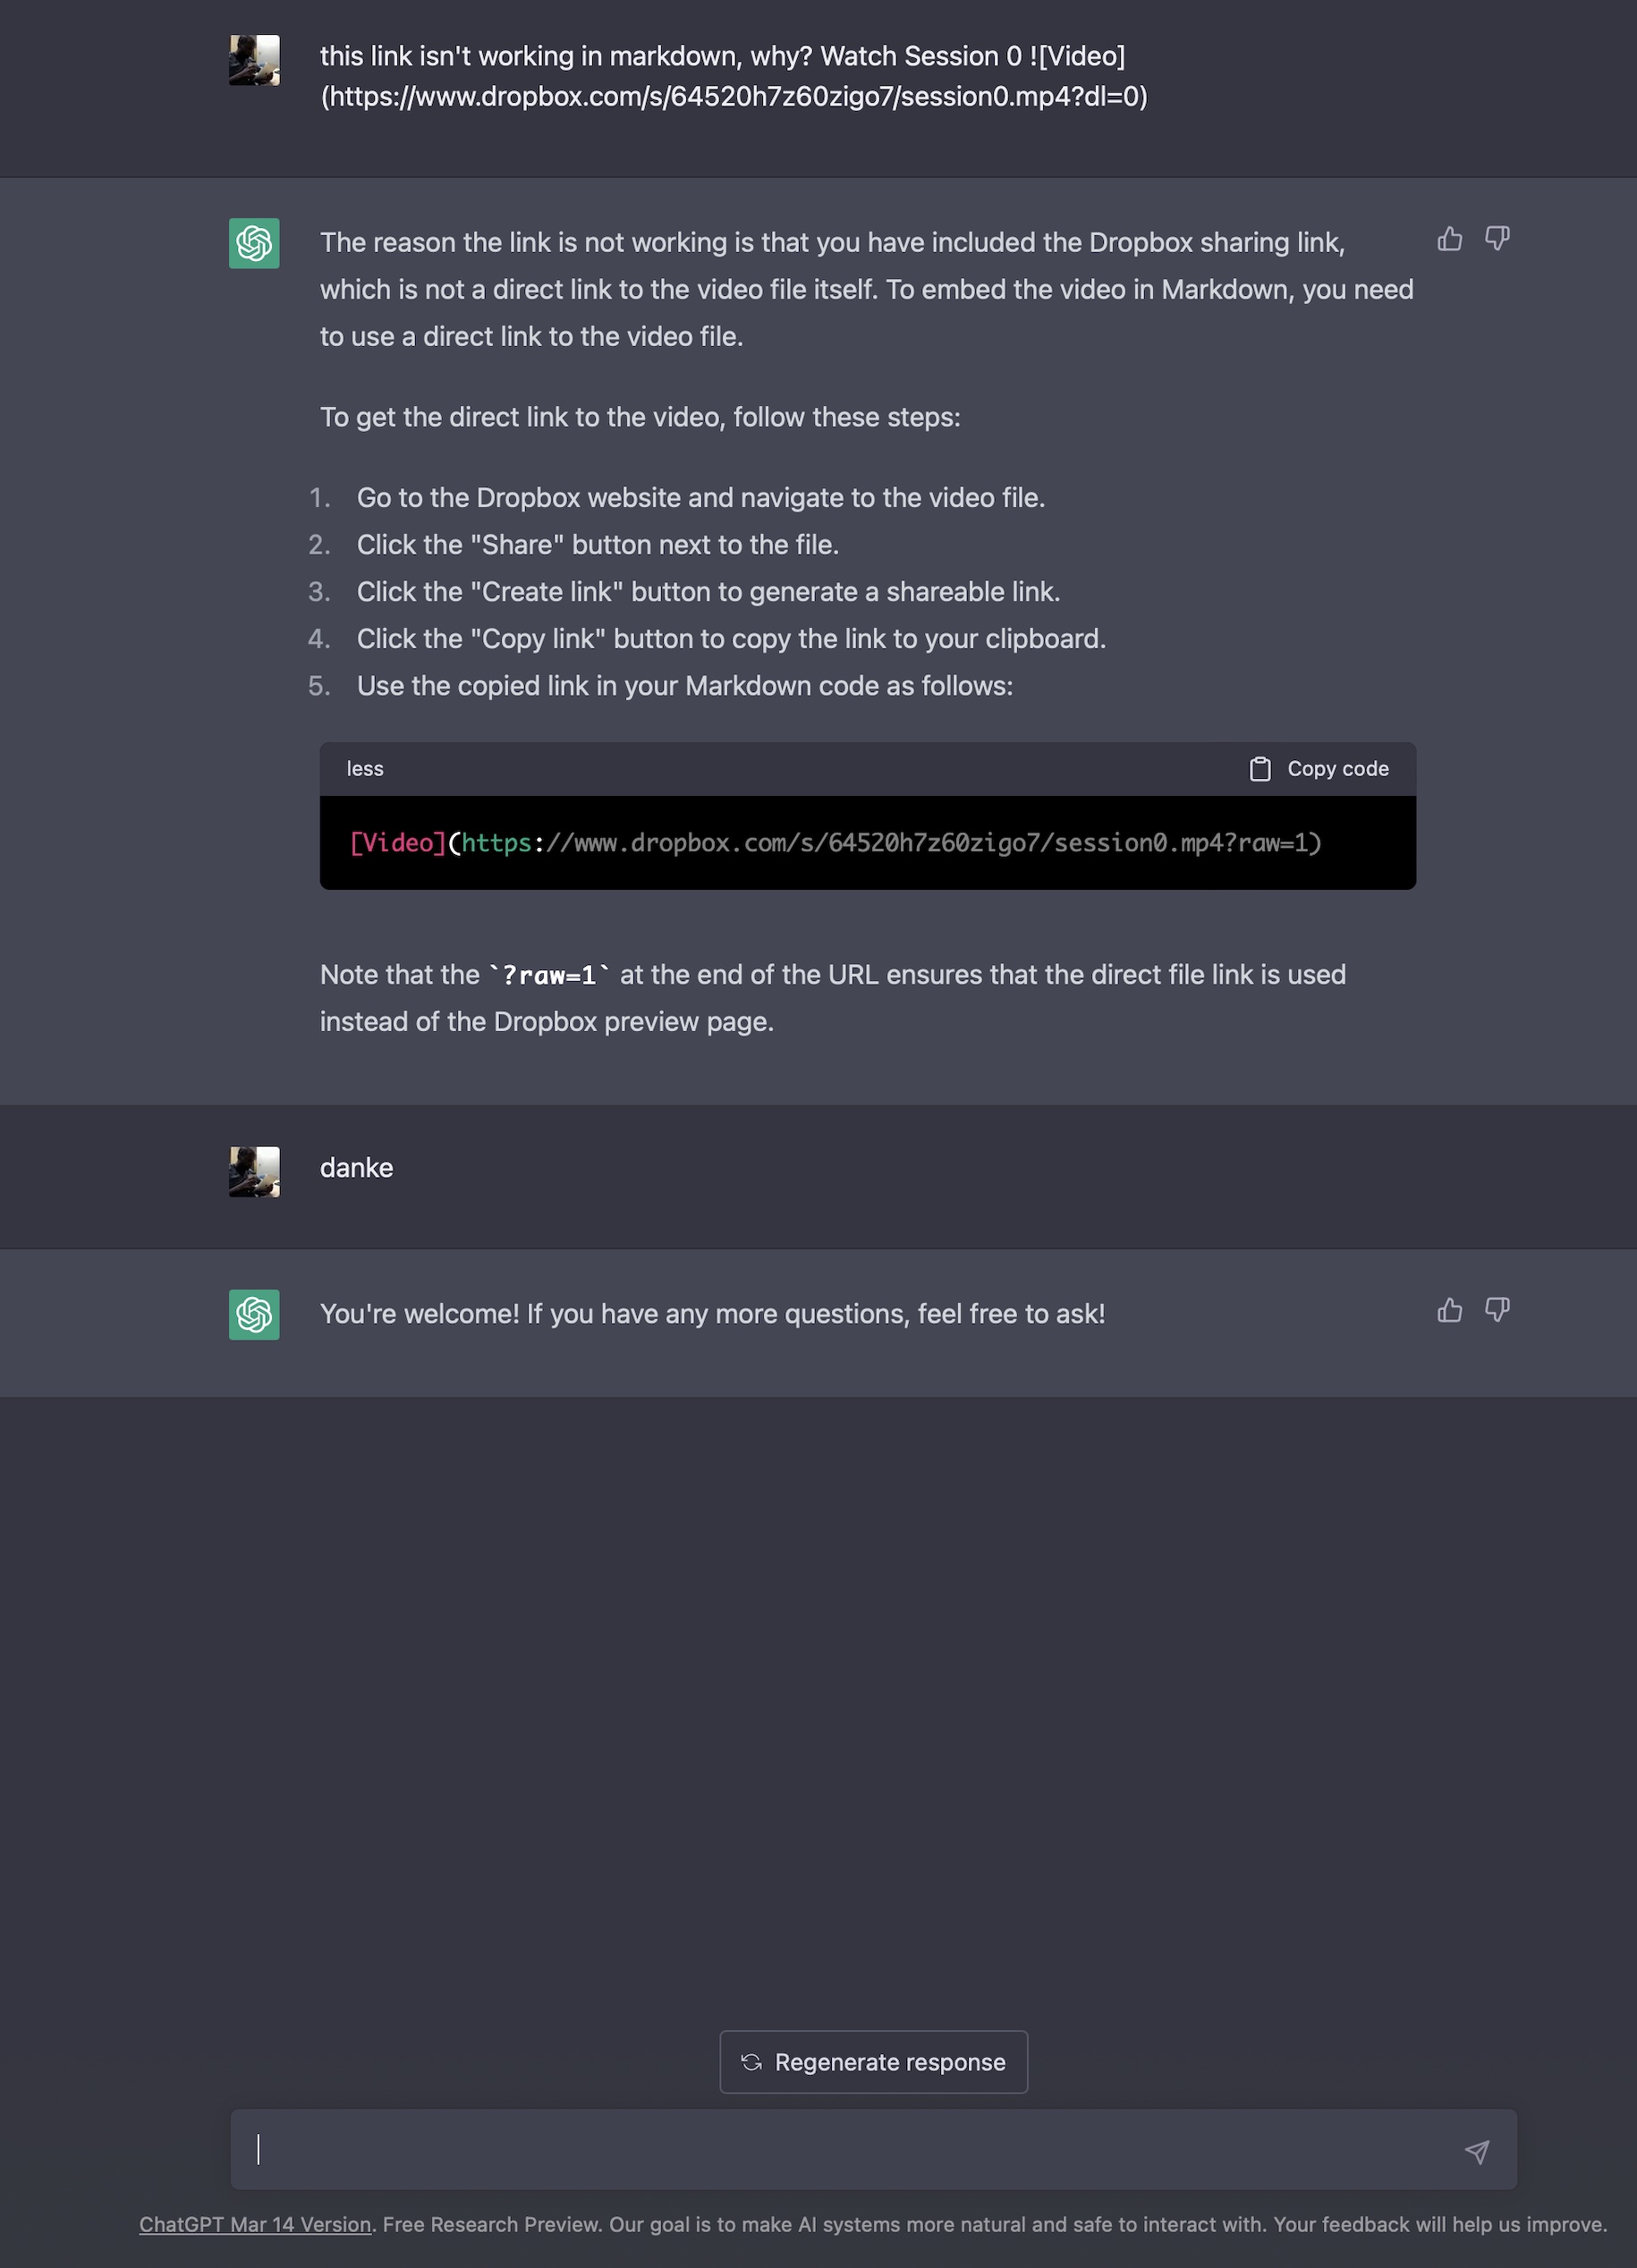 this link isn't working in markdown, why? Watch Session 0 ![Video]
(https://www.dropbox.com/s/64520h7z60zigo7/session0.mp4?dl=0)
The reason the link is not working is that you have included the Dropbox sharing link,
which is not a direct link to the video file itself. To embed the video in Markdown, you need
to use a direct link to the video file.
To get the direct link to the video, follow these steps:
1. Go to the Dropbox website and navigate to the video file.
2. Click the "Share" button next to the file.
3. Click the "Create link" button to generate a shareable link.
4. Click the "Copy link" button to copy the link to your clipboard.
5. Use the copied link in your Markdown code as follows:
less Copy code
[Video](https://www.dropbox.com/s/64520h7z60zigo7/session0.mp4?raw=1)
Note that the `?raw=1` at the end of the URL ensures that the direct file link is used
instead of the Dropbox preview page.
danke
You're welcome! If you have any more questions, feel free to ask!
Regenerate response
ChatGPT Mar 14 Version. Free Research Preview. Our goal is to make AI systems more natural and safe to interact with. Your feedback will help us improve.